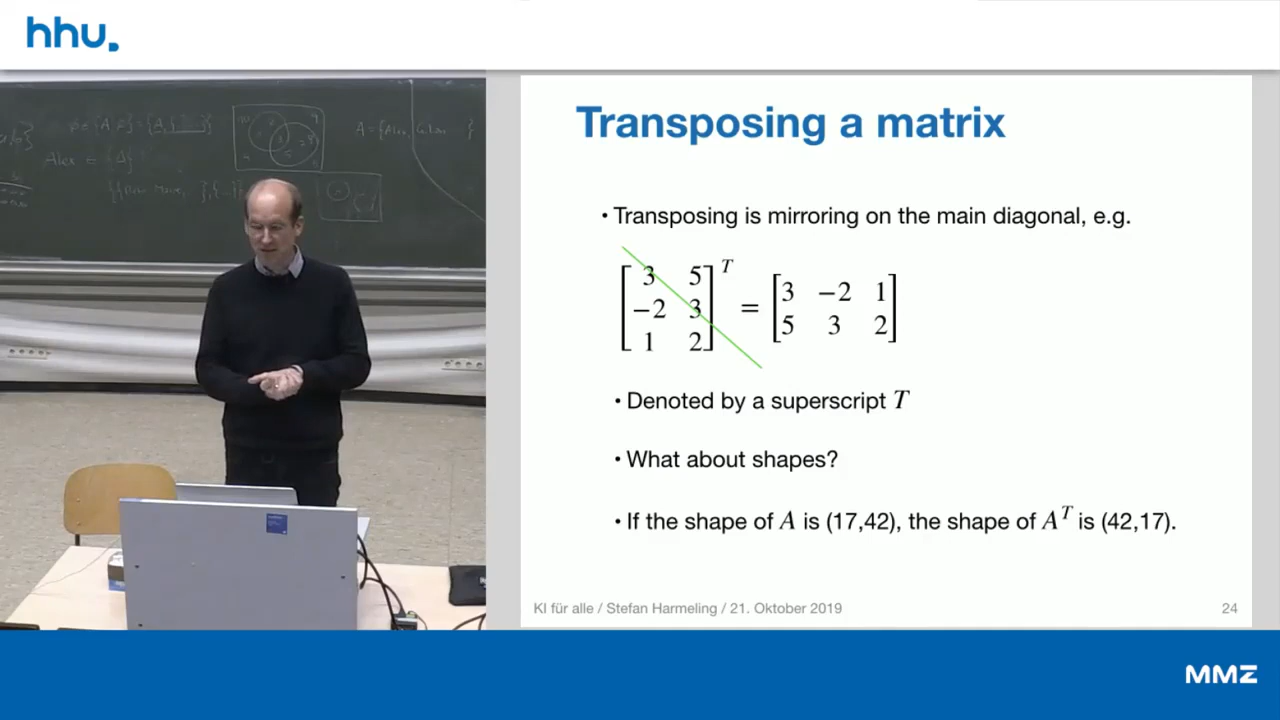 hhu.
A = {Alex,
Alex ∈ {A}
Transposing a matrix
• Transposing is mirroring on the main diagonal, e.g.
[3 5]T
[−2 3] = [3 −2 1]
[1 2] [5 3 2]
• Denoted by a superscript T
• What about shapes?
• If the shape of A is (17,42), the shape of A^T is (42,17).
KI für alle / Stefan Harmeling / 21. Oktober 2019
24
MMZ